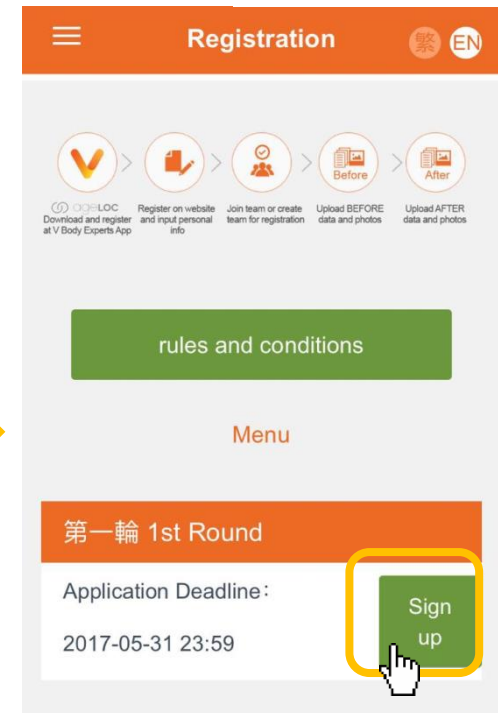 Registration
繁 EN
Before
After
ageLOC
Download and register at V Body Experts App
Register on website and input personal info
Join team or create team for registration
Upload BEFORE data and photos
Upload AFTER data and photos
rules and conditions
Menu
第一輪 1st Round
Application Deadline：
2017-05-31 23:59
Sign
up